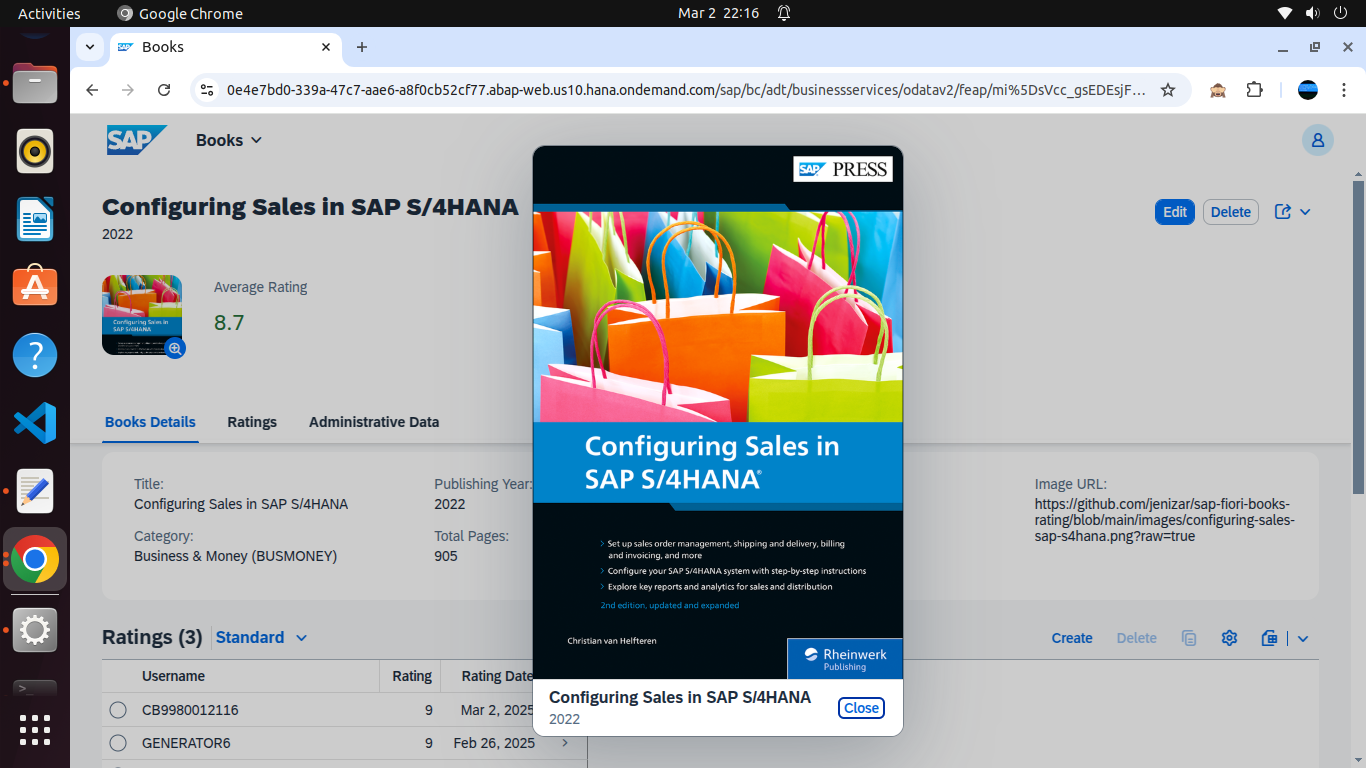 Activities
Google Chrome
Mar 2 22:16
Books
0e4e7bd0-339a-47c7-aae6-a8f0cb52cf77.abap-web.us10.hana.ondemand.com/sap/bc/adt/businessservices/odatav2/feap/mi%5DsVcc_gsEDEsjF…
SAP
Books
Configuring Sales in SAP S/4HANA
2022
Edit
Delete
Average Rating
8.7
Configuring Sales in
SAP S/4HANA
Books Details
Ratings
Administrative Data
Title:
Configuring Sales in SAP S/4HANA
Category:
Business & Money (BUSMONEY)
Publishing Year:
2022
Total Pages:
905
Image URL:
https://github.com/jenizar/sap-fiori-books-
rating/blob/main/images/configuring-sales-
sap-s4hana.png?raw=true
Ratings (3)
Standard
Create
Delete
Username Rating Rating Date
CB9980012116 9 Mar 2, 2025
GENERATOR6 9 Feb 26, 2025
SAP PRESS
Configuring Sales in
SAP S/4HANA®
Set up sales order management, shipping and delivery, billing
and invoicing, and more
Configure your SAP S/4HANA system with step-by-step instructions
Explore key reports and analytics for sales and distribution
2nd edition, updated and expanded
Christian van Helfteren
Rheinwerk
Publishing
Configuring Sales in SAP S/4HANA
2022
Close